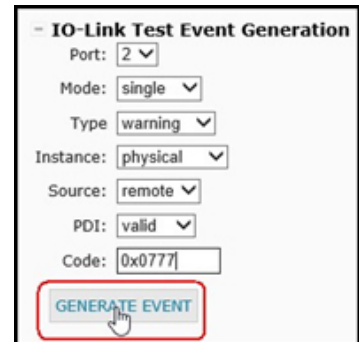 IO-Link Test Event Generation
Port: 2
Mode: single
Type warning
Instance: physical
Source: remote
PDI: valid
Code: 0x0777
GENERATE EVENT